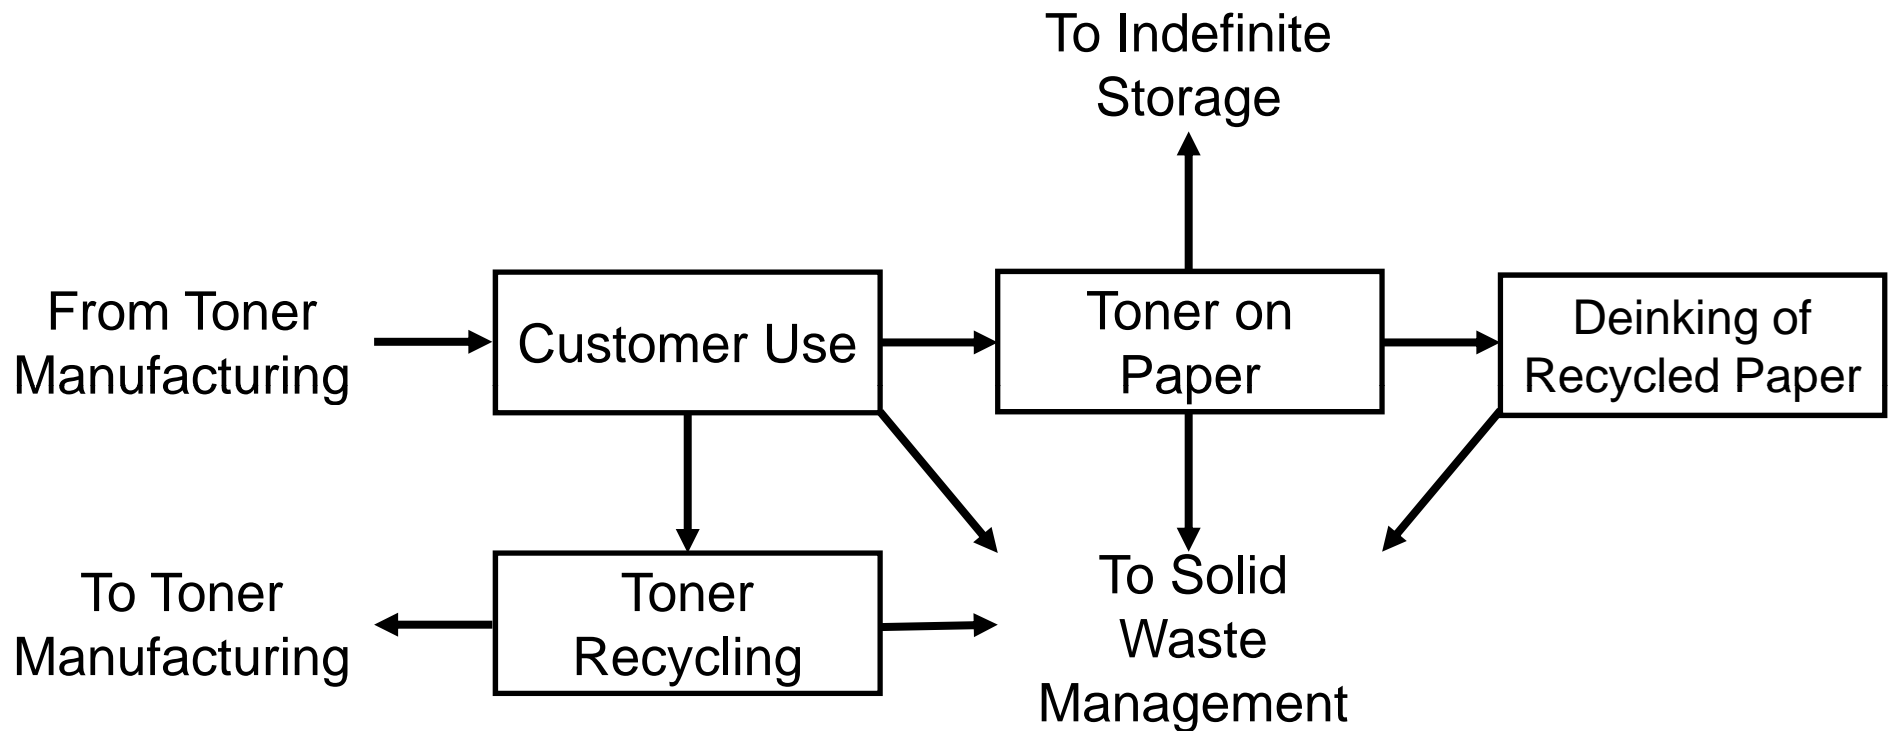 To Indefinite
Storage
From Toner
Manufacturing
Customer Use
Toner on
Paper
Deinking of
Recycled Paper
To Toner
Manufacturing
Toner
Recycling
To Solid
Waste
Management